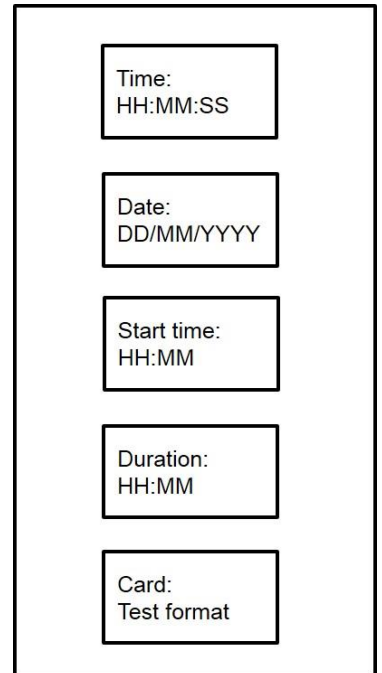 Time:
HH:MM:SS
Date:
DD/MM/YYYY
Start time:
HH:MM
Duration:
HH:MM
Card:
Test format